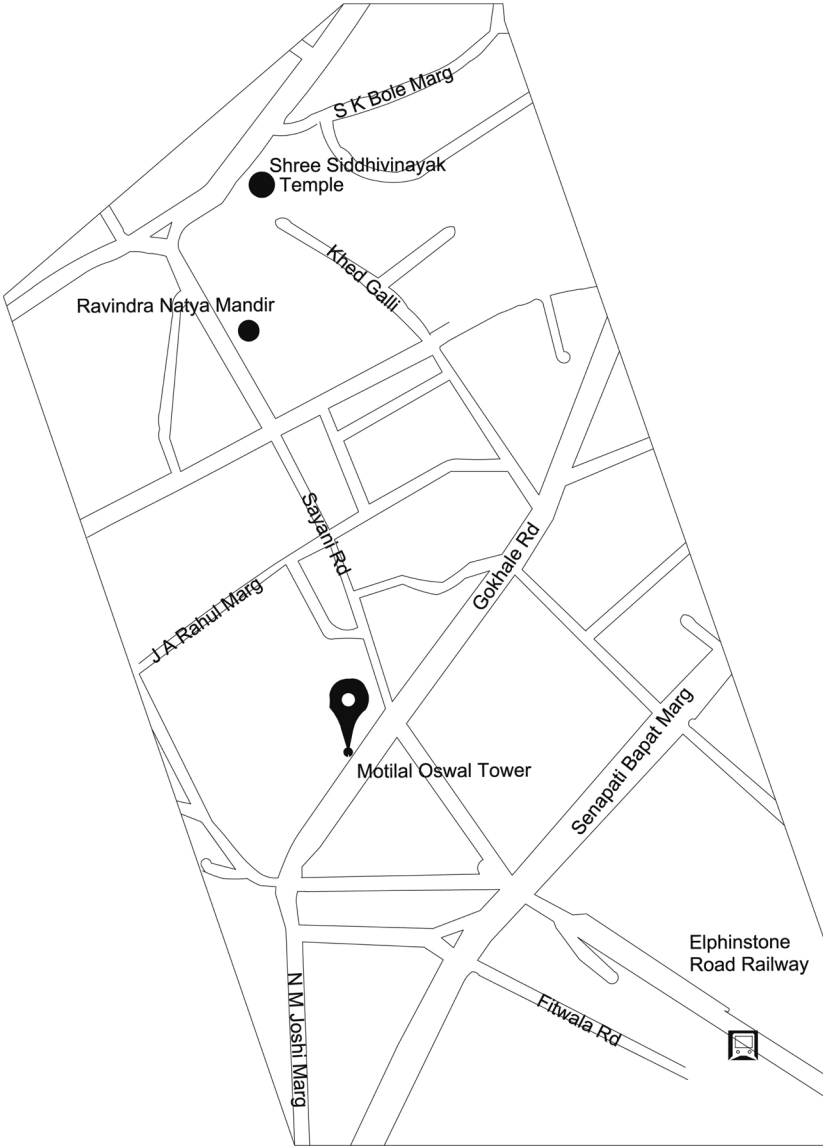 S K Bole Marg
Shree Siddhivinayak
Temple
Khed Galli
Ravindra Natya Mandir
Sayani Rd
Gokhale Rd
J A Rahul Marg
Motilal Oswal Tower
Senapati Bapat Marg
Elphinstone
Road Railway
N M Joshi Marg
Fitwala Rd